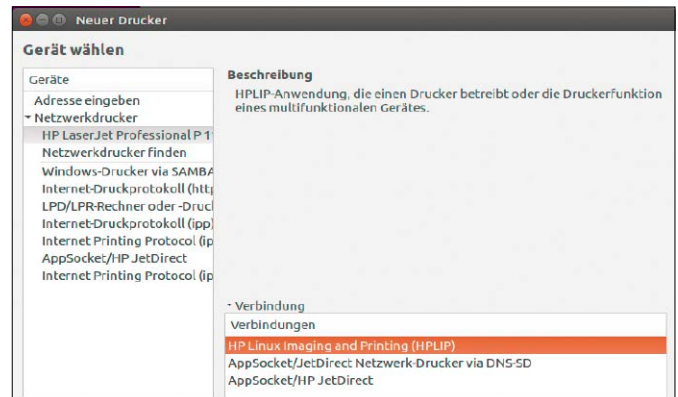 Neuer Drucker
Gerät wählen
Geräte
Adresse eingeben
Netzwerkdrucker
HP LaserJet Professional P 1
Netzwerkdrucker finden
Windows-Drucker via SAMBA
Internet-Druckprotokoll (http
LPD/LPR-Rechner oder -Druc
Internet-Druckprotokoll (ipp)
Internet Printing Protocol (ip
AppSocket/HP JetDirect
Internet Printing Protocol (ip
Beschreibung
HPLIP-Anwendung, die einen Drucker betreibt oder die Druckerfunktion
eines multifunktionalen Gerätes.
Verbindung
Verbindungen
HP Linux Imaging and Printing (HPLIP)
AppSocket/JetDirect Netzwerk-Drucker via DNS-SD
AppSocket/HP JetDirect